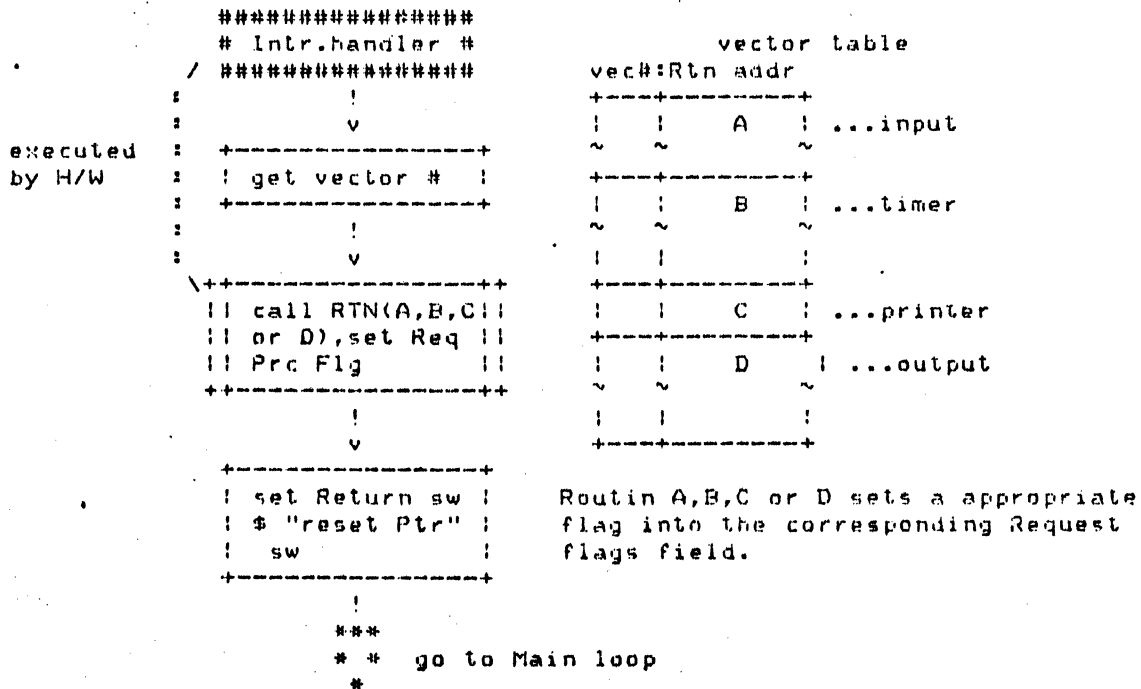 ################
# Intr.handler #
################
executed
by H/W
get vector #
call RTN(A,B,C
or D),set Req
Prc Flg
set Return sw
$ "reset Ptr"
sw
go to Main loop
vector table
vec#:Rtn addr
A ...input
B ...timer
C ...printer
D ...output
Routin A,B,C or D sets a appropriate
flag into the corresponding Request
flags field.